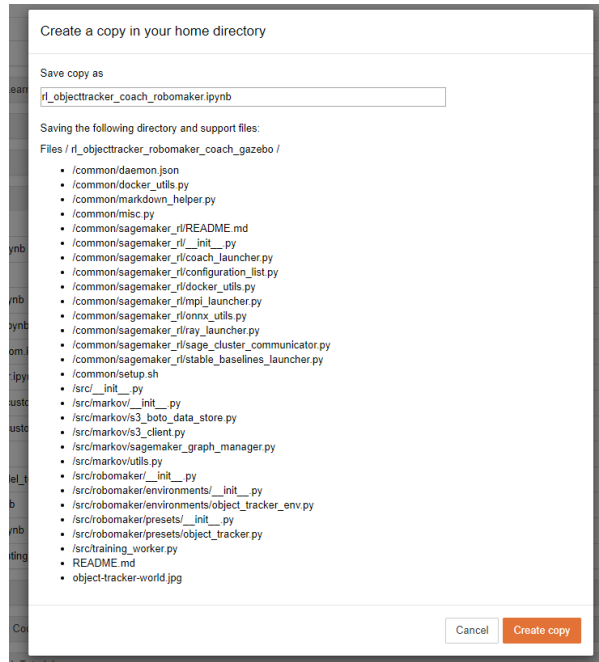 Create a copy in your home directory
Save copy as
rl_objecttracker_coach_robomaker.ipynb
Saving the following directory and support files:
Files / rl_objecttracker_robomaker_coach_gazebo /
/common/daemon.json
/common/docker_utils.py
/common/markdown_helper.py
/common/misc.py
/common/sagemaker_rl/README.md
/common/sagemaker_rl/__init__.py
/common/sagemaker_rl/coach_launcher.py
/common/sagemaker_rl/configuration_list.py
/common/sagemaker_rl/docker_utils.py
/common/sagemaker_rl/mpi_launcher.py
/common/sagemaker_rl/onnx_utils.py
/common/sagemaker_rl/ray_launcher.py
/common/sagemaker_rl/sage_cluster_communicator.py
/common/sagemaker_rl/stable_baselines_launcher.py
/common/setup.sh
/src/__init__.py
/src/markov/__init__.py
/src/markov/s3_boto_data_store.py
/src/markov/s3_client.py
/src/markov/sagemaker_graph_manager.py
/src/markov/utils.py
/src/robomaker/__init__.py
/src/robomaker/environments/__init__.py
/src/robomaker/environments/object_tracker_env.py
/src/robomaker/presets/__init__.py
/src/robomaker/presets/object_tracker.py
/src/training_worker.py
README.md
object-tracker-world.jpg
Cancel Create copy